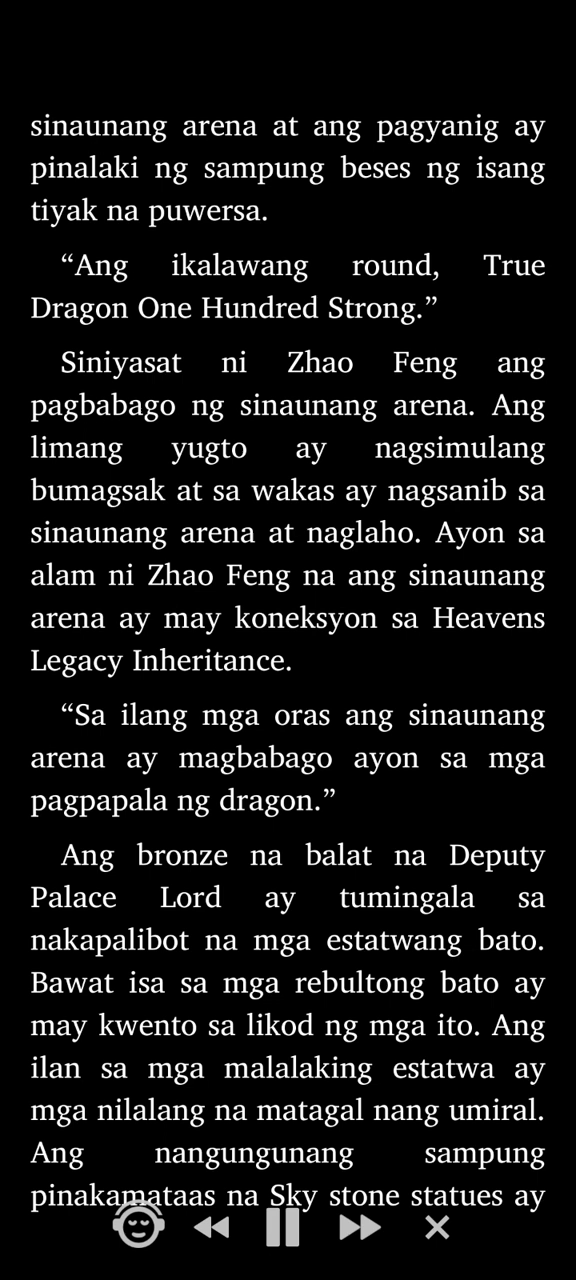 sinaunang arena at ang pagyanig ay
pinalaki ng sampung beses ng isang
tiyak na puwersa.
“Ang ikalawang round, True
Dragon One Hundred Strong.”
Siniyasat ni Zhao Feng ang
pagbabago ng sinaunang arena. Ang
limang yugto ay nagsimulang
bumagsak at sa wakas ay nagsanib sa
sinaunang arena at naglaho. Ayon sa
alam ni Zhao Feng na ang sinaunang
arena ay may koneksyon sa Heavens
Legacy Inheritance.
“Sa ilang mga oras ang sinaunang
arena ay magbabago ayon sa mga
pagpapala ng dragon.”
Ang bronze na balat na Deputy
Palace Lord ay tumingala sa
nakapalibot na mga estatwang bato.
Bawat isa sa mga rebultong bato ay
may kwento sa likod ng mga ito. Ang
ilan sa mga malalaking estatwa ay
mga nilalang na matagal nang umiral.
Ang nangungunang sampung
pinakamataas na Sky stone statues ay